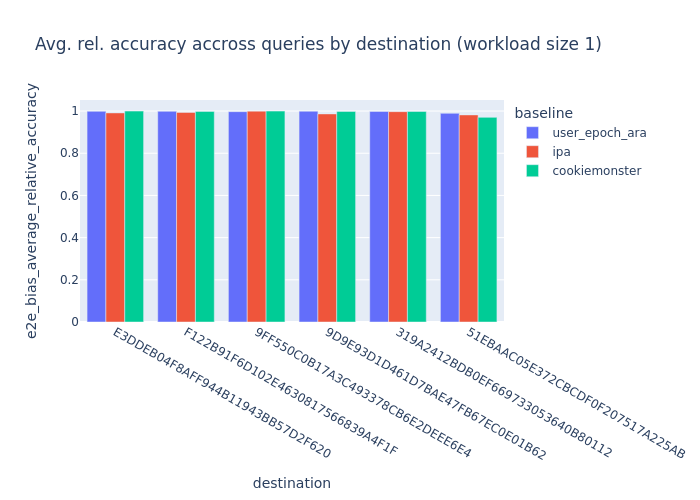 Avg. rel. accuracy accross queries by destination (workload size 1)
e2e_bias_average_relative_accuracy
1
0.8
0.6
0.4
0.2
0
baseline
user_epoch_ara
ipa
cookiemonster
E3DDEB04F8AFF944B11943BB57D2F620
F122B91F6D102E4630817566839A4F1F
9FF550C0B17A3C493378CB6E2DEEE6E4
9D9E93D1D461D7BAE47FB67EC0E01B62
319A2412BDB0EF669733053640B80112
51EBAAC05E372CBCDF0F207517A225AB
destination